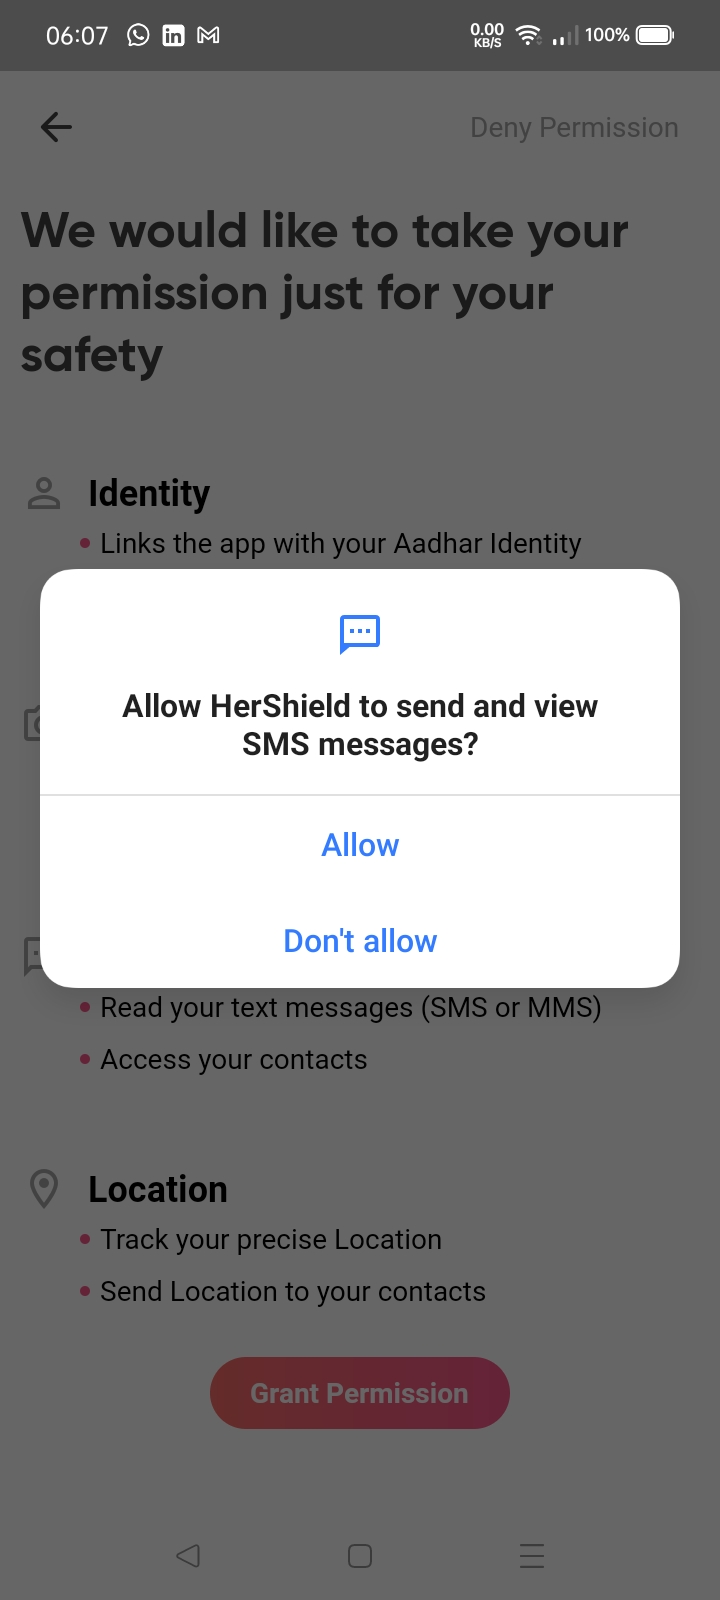 06:07
0.00
KB/S
100%
Deny Permission
We would like to take your
permission just for your
safety
Identity
Links the app with your Aadhar Identity
Allow HerShield to send and view
SMS messages?
Allow
Don't allow
Read your text messages (SMS or MMS)
Access your contacts
Location
Track your precise Location
Send Location to your contacts
Grant Permission